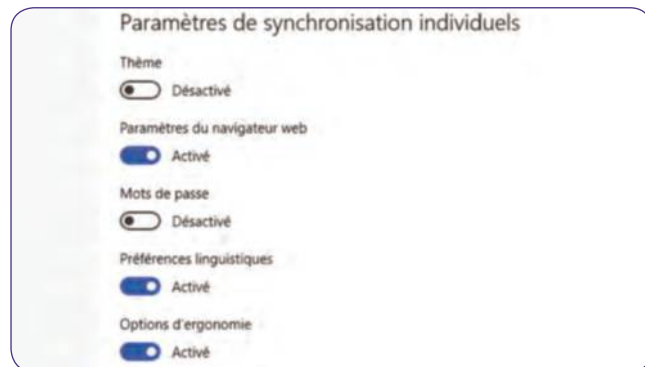 Paramètres de synchronisation individuels
Thème
Désactivé
Paramètres du navigateur web
Activé
Mots de passe
Désactivé
Préférences linguistiques
Activé
Options d'ergonomie
Activé